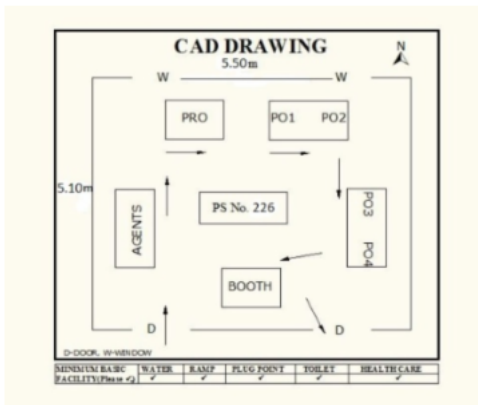 CAD DRAWING
N
5.50m
W W
PRO PO1 PO2
5.10m
AGENTS
PS No. 226
PO3
PO4
BOOTH
D D
D-DOOR, W-WINDOW
MINIMUM BASIC FACILITY(Please ✓) WATER RAMP PLUG POINT TOILET HEALTH CARE
✓ ✓ ✓ ✓ ✓